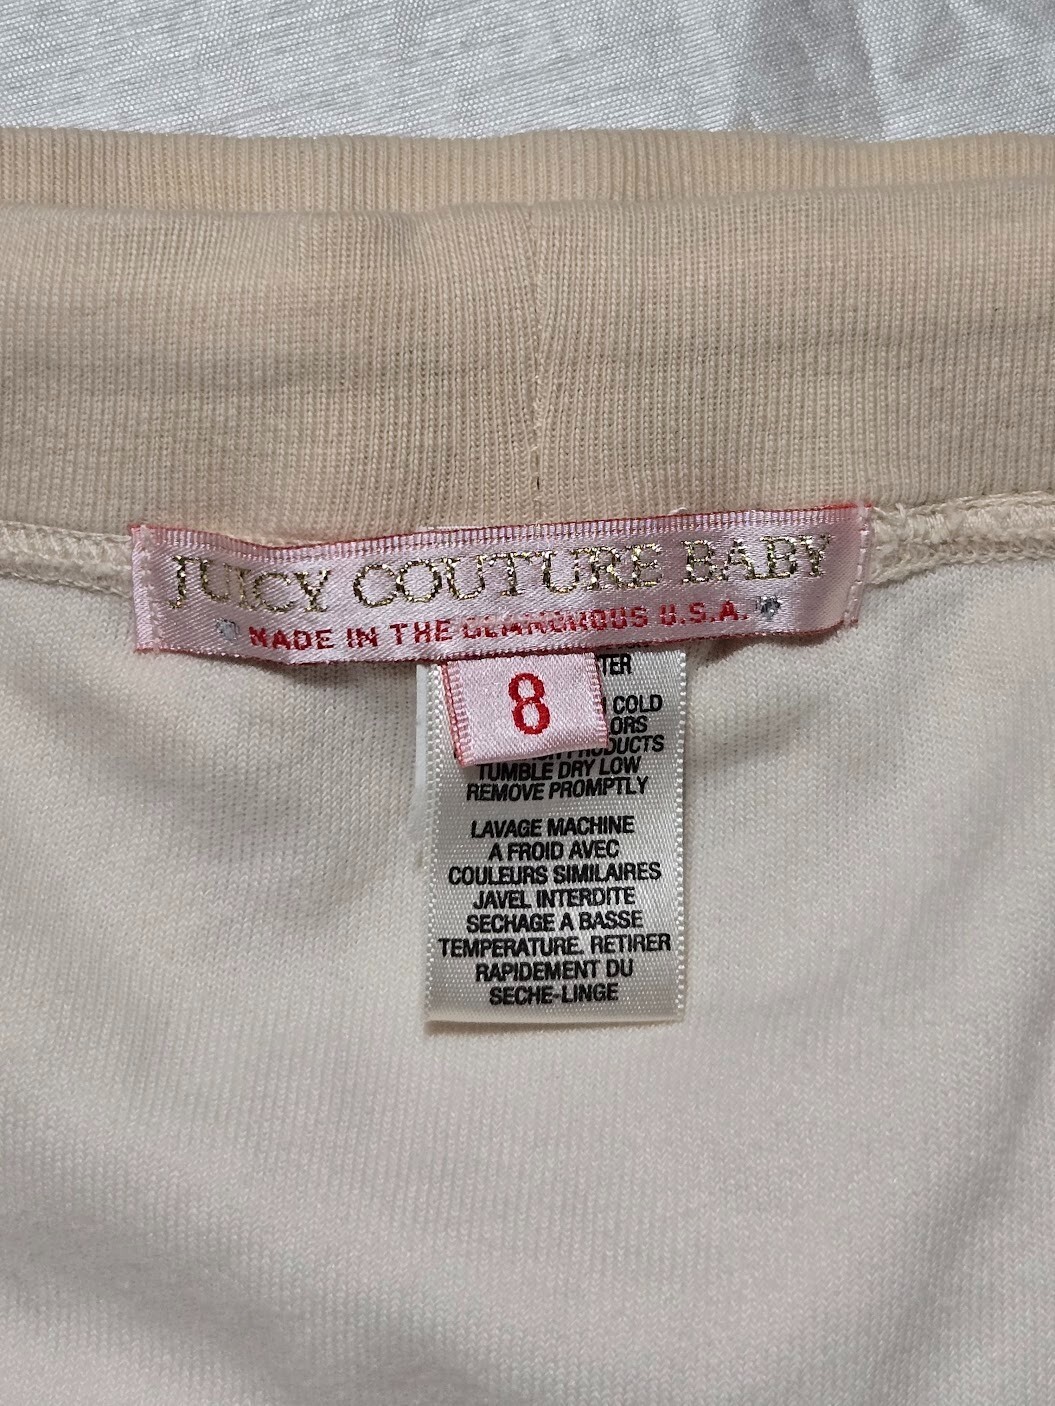 JUICY COUTURE BABY
MADE IN THE GLAMOROUS U.S.A.
8
COLD
TUMBLE DRY LOW
REMOVE PROMPTLY
LAVAGE MACHINE
A FROID AVEC
COULEURS SIMILAIRES
JAVEL INTERDITE
SECHAGE A BASSE
TEMPERATURE. RETIRER
RAPIDEMENT DU
SECHE-LINGE